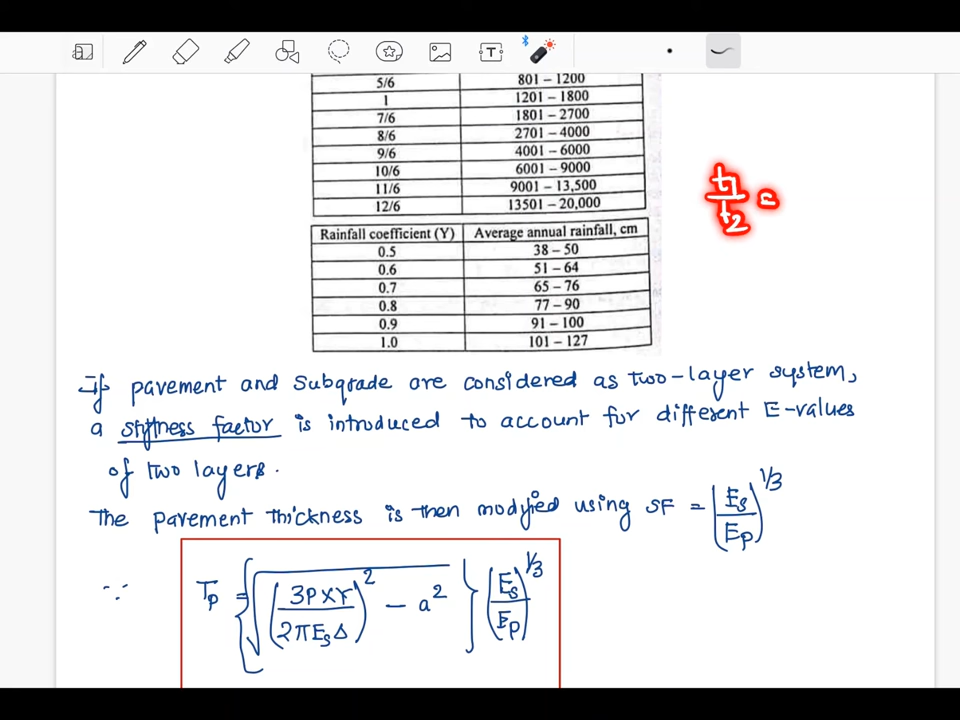 5/6 801 – 1200
1 1201 – 1800
7/6 1801 – 2700
8/6 2701 – 4000
9/6 4001 – 6000
10/6 6001 – 9000
11/6 9001 – 13,500
12/6 13501 – 20,000
t1/t2 =
Rainfall coefficient (Y) Average annual rainfall, cm
0.5 38 – 50
0.6 51 – 64
0.7 65 – 76
0.8 77 – 90
0.9 91 – 100
1.0 101 – 127
If pavement and subgrade are considered as two-layer system,
a stiffness factor is introduced to account for different E-values
of two layers.
The pavement thickness is then modified using SF = (Es/Ep)^1/3
∵ Tp = {√((3PXY/2πEsΔ)^2 − a^2)} (Es/Ep)^1/3